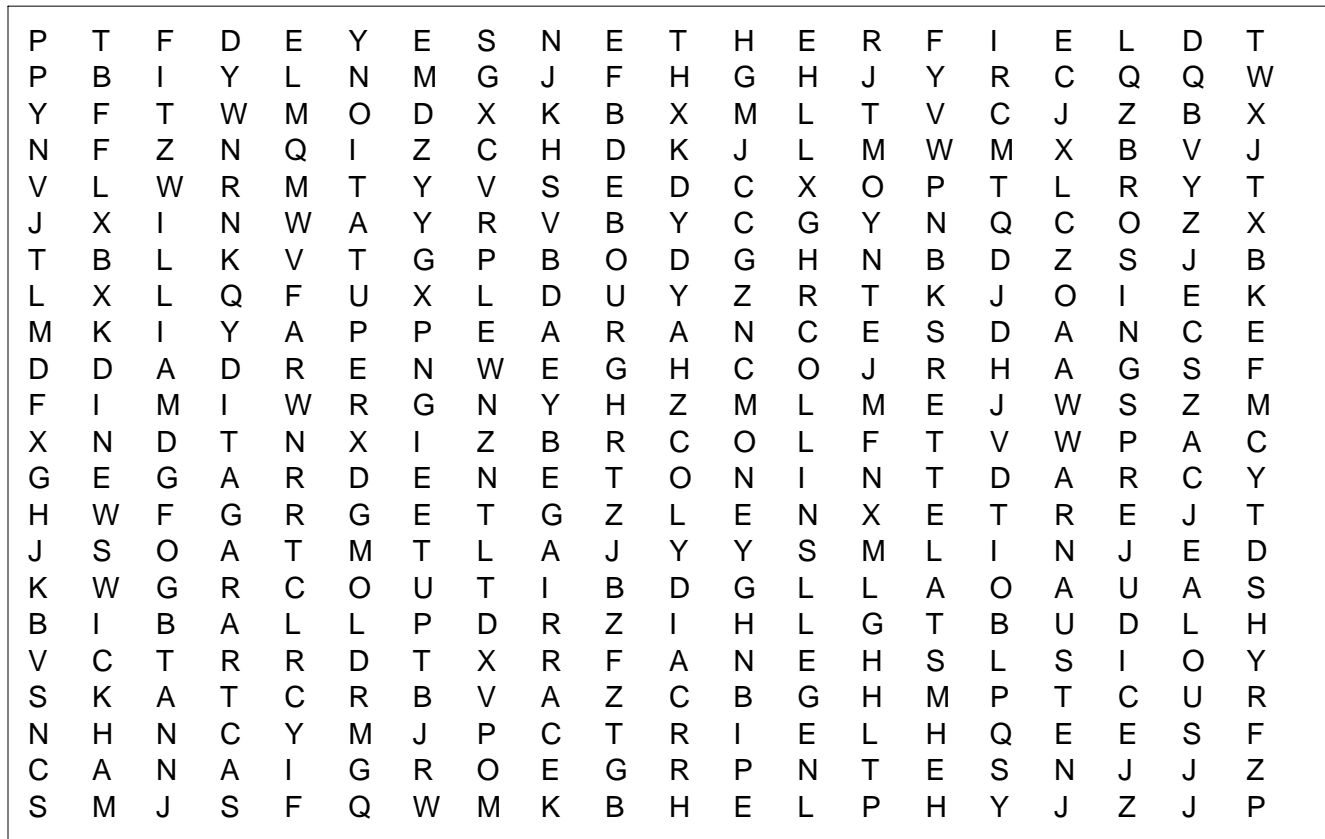 P T F D E Y E S N E T H E R F I E L D T
P B I Y L N M G J F H G H J Y R C Q Q W
Y F T W M O D X K B X M L T V C J Z B X
N F Z N Q I Z C H D K J L M W M X B V J
V L W R M T Y V S E D C X O P T L R Y T
J X I N W A Y R V B Y C G Y N Q C O Z X
T B L K V T G P B O D G H N B D Z S J B
L X L Q F U X L D U Y Z R T K J O I E K
M K I Y A P P E A R A N C E S D A N C E
D D A D R E N W E G H C O J R H A G S F
F I M I W R G N Y H Z M L M E J W S Z M
X N D T N X I Z B R C O L F T V W P A C
G E G A R D E N E T O N I N T D A R C Y
H W F G R G E T G Z L E N X E T R E J T
J S O A T M T L A J Y Y S M L I N J E D
K W G R C O U T I B D G L L A O A U A S
B I B A L L P D R Z I H L G T B U D L H
V C T R R D T X R F A N E H S L S I O Y
S K A T C R B V A Z C B G H M P T C U R
N H N C Y M J P C T R I E L H Q E E S F
C A N A I G R O E G R P N T E S N J J Z
S M J S F Q W M K B H E L P H Y J Z J P